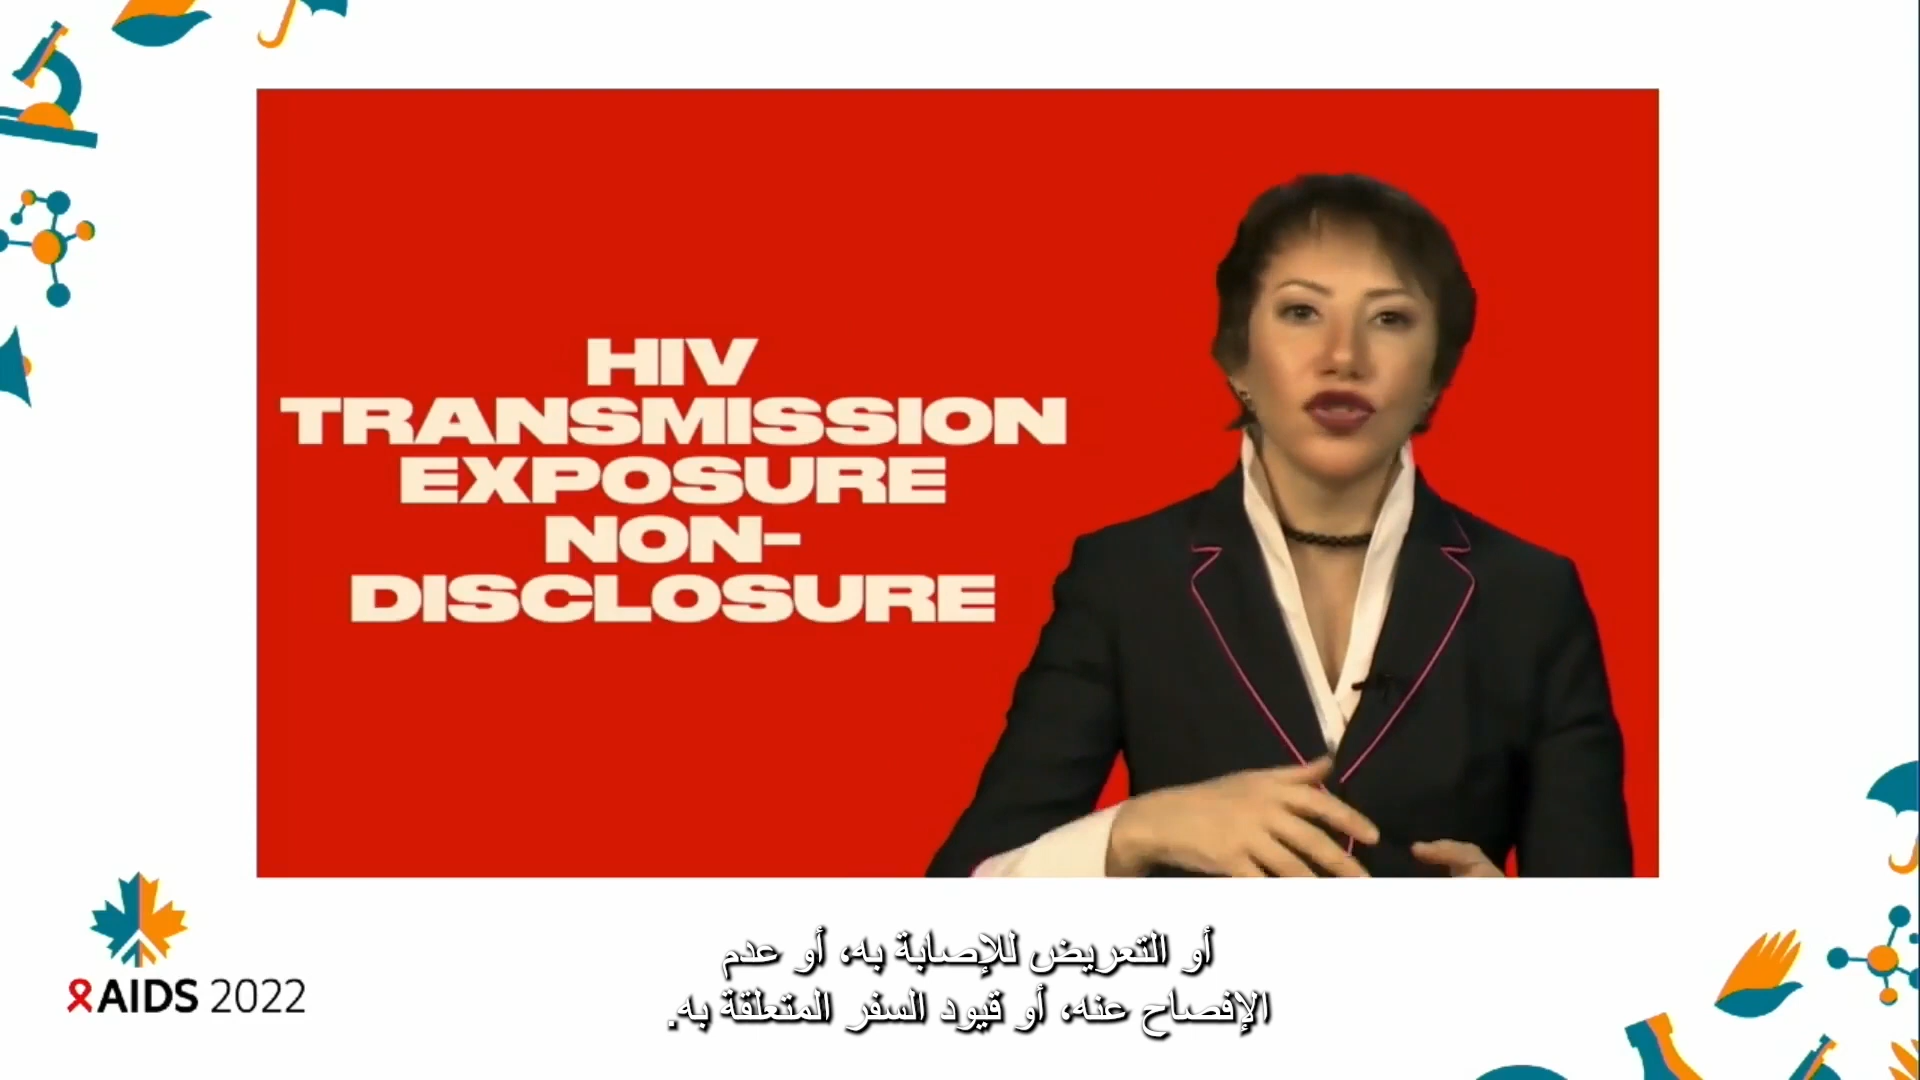 HIV
TRANSMISSION
EXPOSURE
NON-
DISCLOSURE
AIDS 2022
أو التعريض للإصابة به، أو عدم
الإفصاح عنه، أو قيود السفر المتعلقة به.